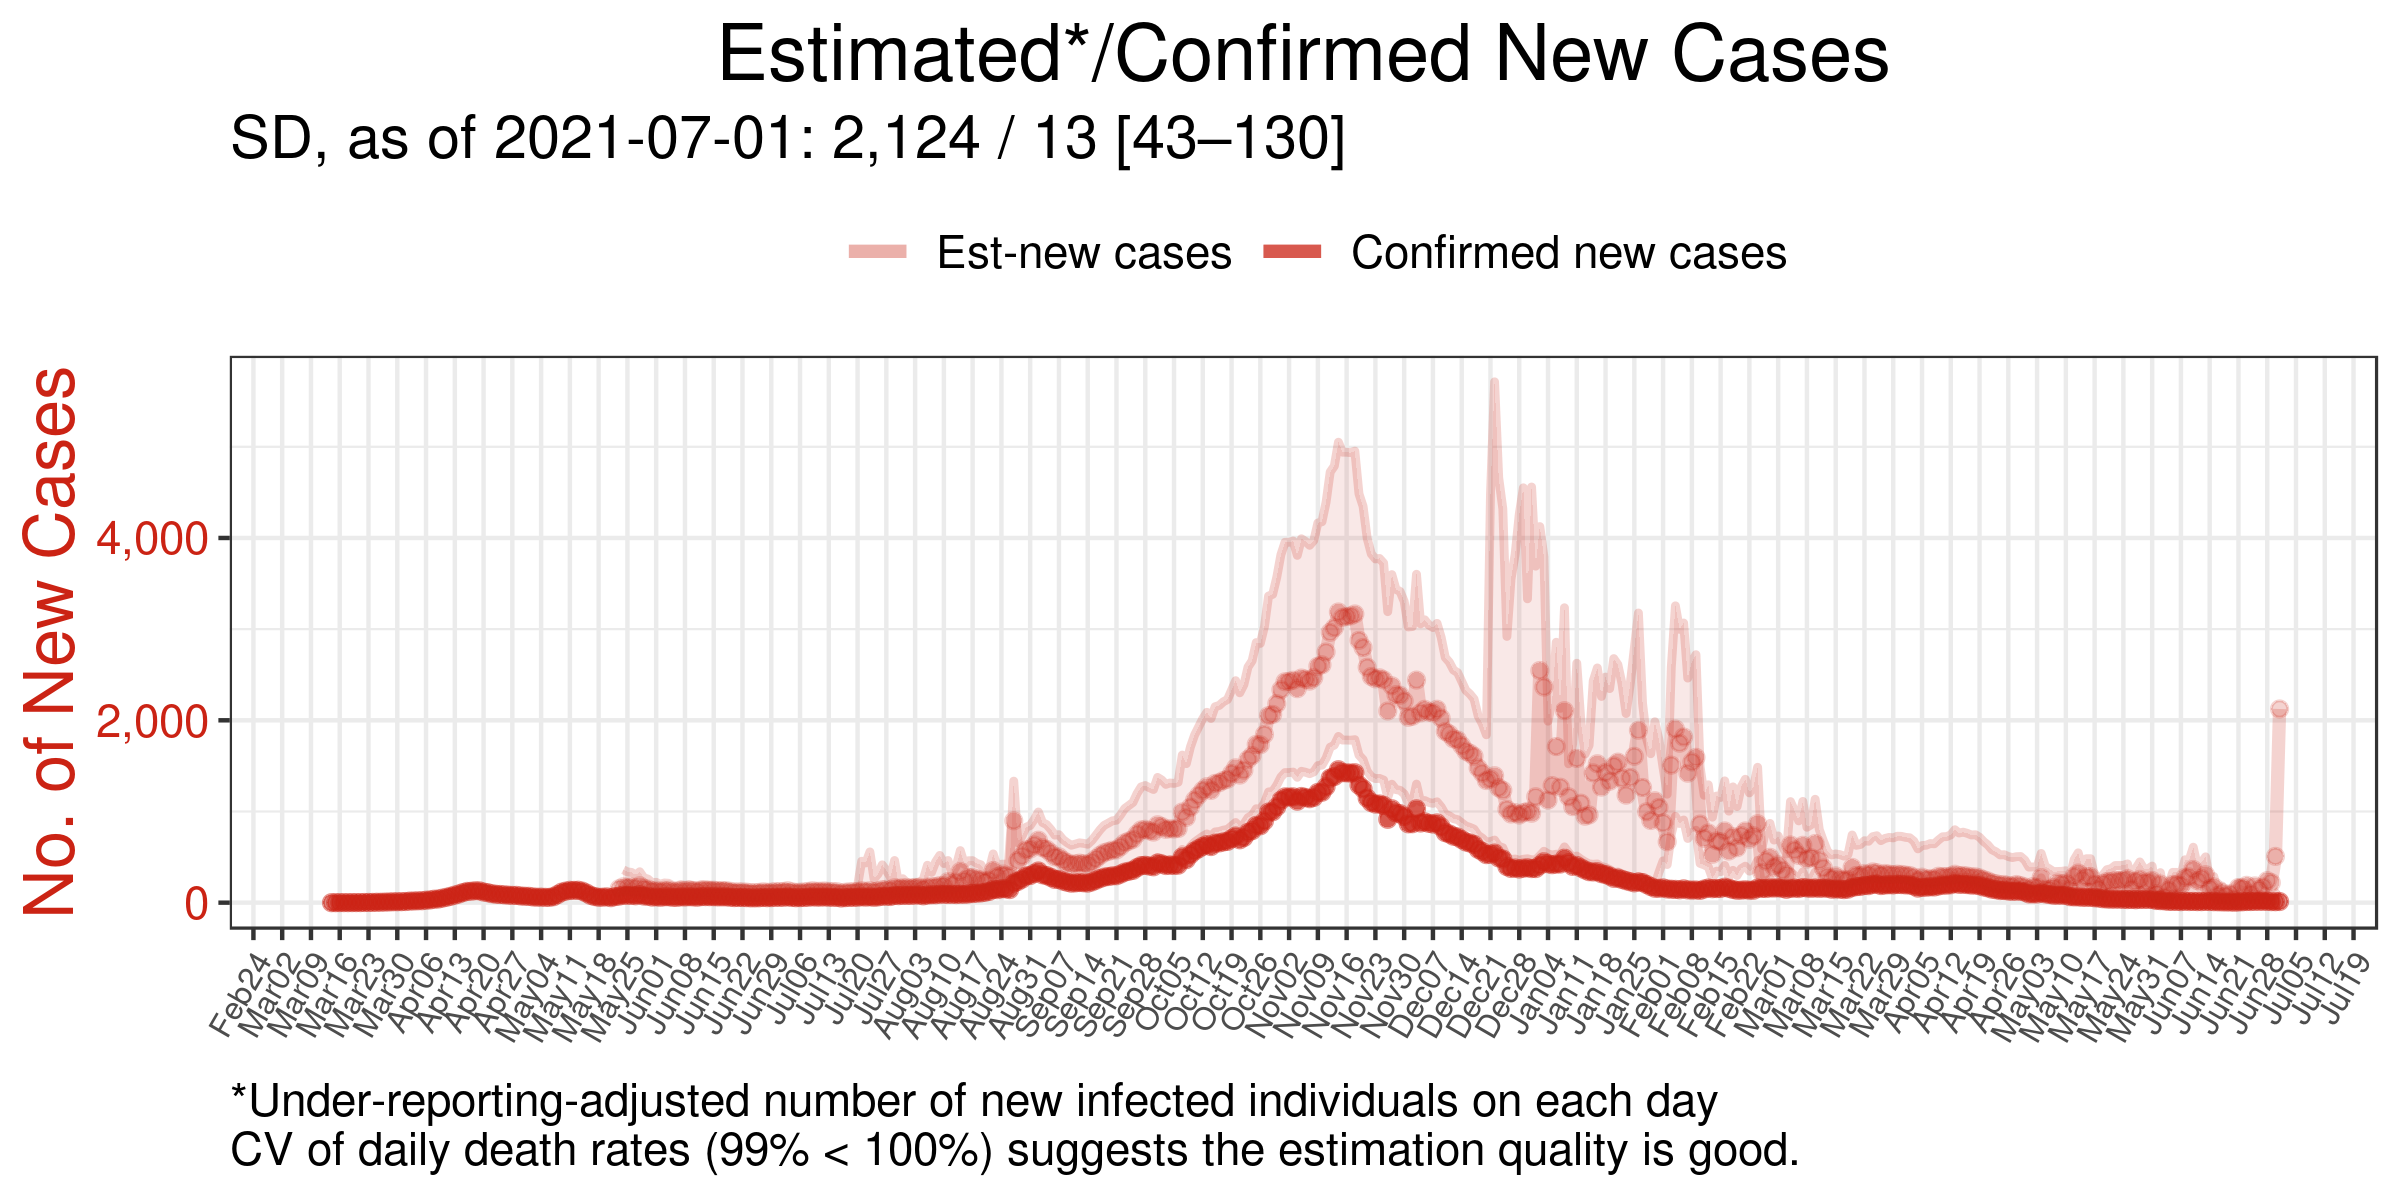 Estimated*/Confirmed New Cases
SD, as of 2021-07-01: 2,124 / 13 [43–130]
Est-new cases Confirmed new cases
No. of New Cases
4,000
2,000
0
Feb24 Mar02 Mar09 Mar16 Mar23 Mar30 Apr06 Apr13 Apr20 Apr27 May04 May11 May18 May25 Jun01 Jun08 Jun15 Jun22 Jun29 Jul06 Jul13 Jul20 Jul27 Aug03 Aug10 Aug17 Aug24 Aug31 Sep07 Sep14 Sep21 Sep28 Oct05 Oct12 Oct19 Oct26 Nov02 Nov09 Nov16 Nov23 Nov30 Dec07 Dec14 Dec21 Dec28 Jan04 Jan11 Jan18 Jan25 Feb01 Feb08 Feb15 Feb22 Mar01 Mar08 Mar15 Mar22 Mar29 Apr05 Apr12 Apr19 Apr26 May03 May10 May17 May24 May31 Jun07 Jun14 Jun21 Jun28 Jul05 Jul12 Jul19
*Under-reporting-adjusted number of new infected individuals on each day
CV of daily death rates (99% < 100%) suggests the estimation quality is good.